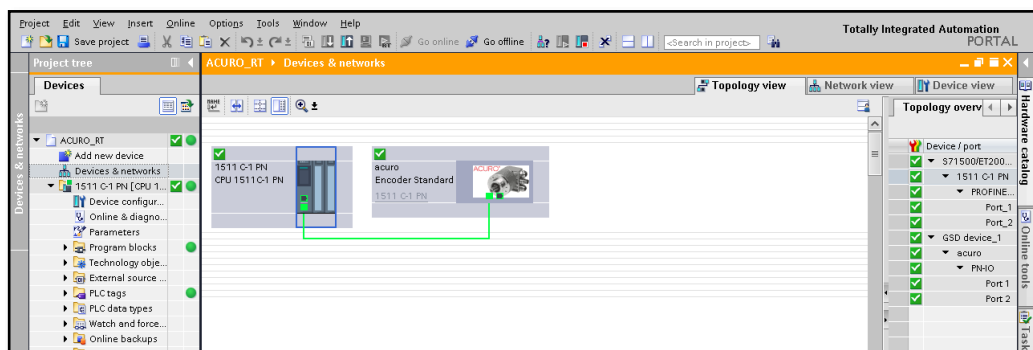 Project Edit View Insert Online Options Tools Window Help
Totally Integrated Automation
PORTAL
Save project Go online Go offline <Search in project>
Project tree
ACURO_RT Devices & networks
Devices
Topology view Network view Device view
Topology overv
Devices & networks
ACURO_RT
Add new device
Devices & networks
1511 C-1 PN [CPU 1...
Device configur...
Online & diagno...
Parameters
Program blocks
Technology obje...
External source ...
PLC tags
PLC data types
Watch and force...
Online backups
1511 C-1 PN
CPU 1511C-1 PN
acuro
Encoder Standard
1511 C-1 PN
ACURO
Device / port
S71500/ET200...
1511 C-1 PN
PROFINE...
Port_1
Port_2
GSD device_1
acuro
PN-IO
Port 1
Port 2
Hardware catalog
Online tools
Task